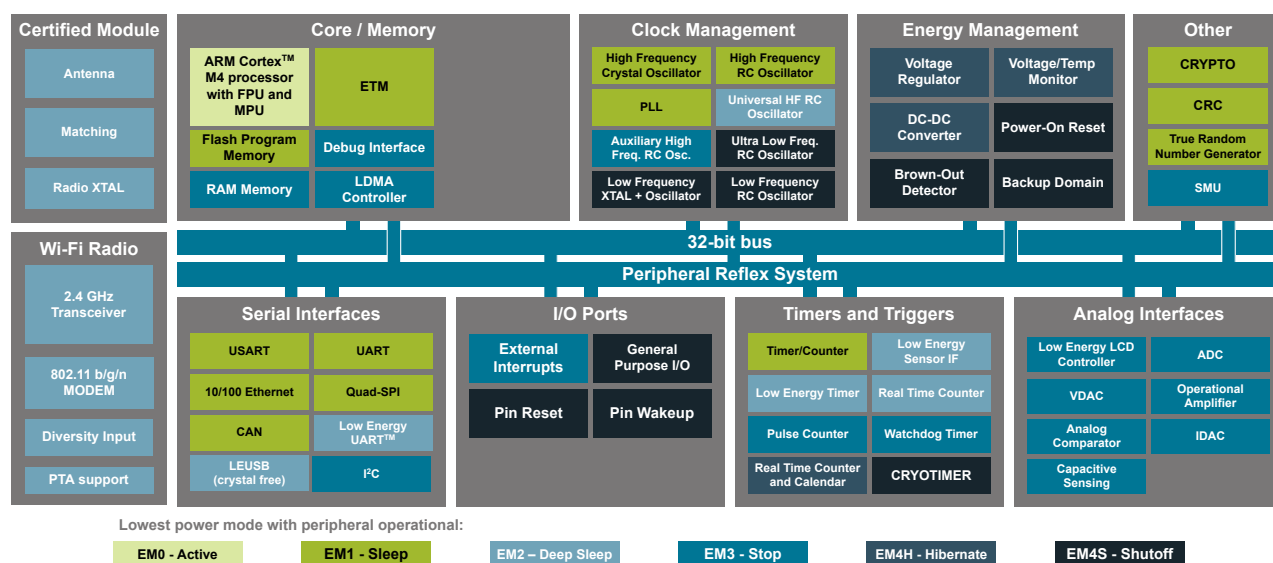 Certified Module
Antenna
Matching
Radio XTAL
Core / Memory
ARM Cortex™
M4 processor
with FPU and
MPU
ETM
Flash Program
Memory
Debug Interface
RAM Memory
LDMA
Controller
Clock Management
High Frequency
Crystal Oscillator
High Frequency
RC Oscillator
PLL
Universal HF RC
Oscillator
Auxiliary High
Freq. RC Osc.
Ultra Low Freq.
RC Oscillator
Low Frequency
XTAL + Oscillator
Low Frequency
RC Oscillator
Energy Management
Voltage
Regulator
Voltage/Temp
Monitor
DC-DC
Converter
Power-On Reset
Brown-Out
Detector
Backup Domain
Other
CRYPTO
CRC
True Random
Number Generator
SMU
32-bit bus
Peripheral Reflex System
Wi-Fi Radio
2.4 GHz
Transceiver
802.11 b/g/n
MODEM
Diversity Input
PTA support
Serial Interfaces
USART
UART
10/100 Ethernet
Quad-SPI
CAN
Low Energy
UART™
LEUSB
(crystal free)
I²C
I/O Ports
External
Interrupts
General
Purpose I/O
Pin Reset
Pin Wakeup
Timers and Triggers
Timer/Counter
Low Energy
Sensor IF
Low Energy Timer
Real Time Counter
Pulse Counter
Watchdog Timer
Real Time Counter
and Calendar
CRYOTIMER
Analog Interfaces
Low Energy LCD
Controller
ADC
VDAC
Operational
Amplifier
Analog
Comparator
IDAC
Capacitive
Sensing
Lowest power mode with peripheral operational:
EM0 - Active
EM1 - Sleep
EM2 – Deep Sleep
EM3 - Stop
EM4H - Hibernate
EM4S - Shutoff